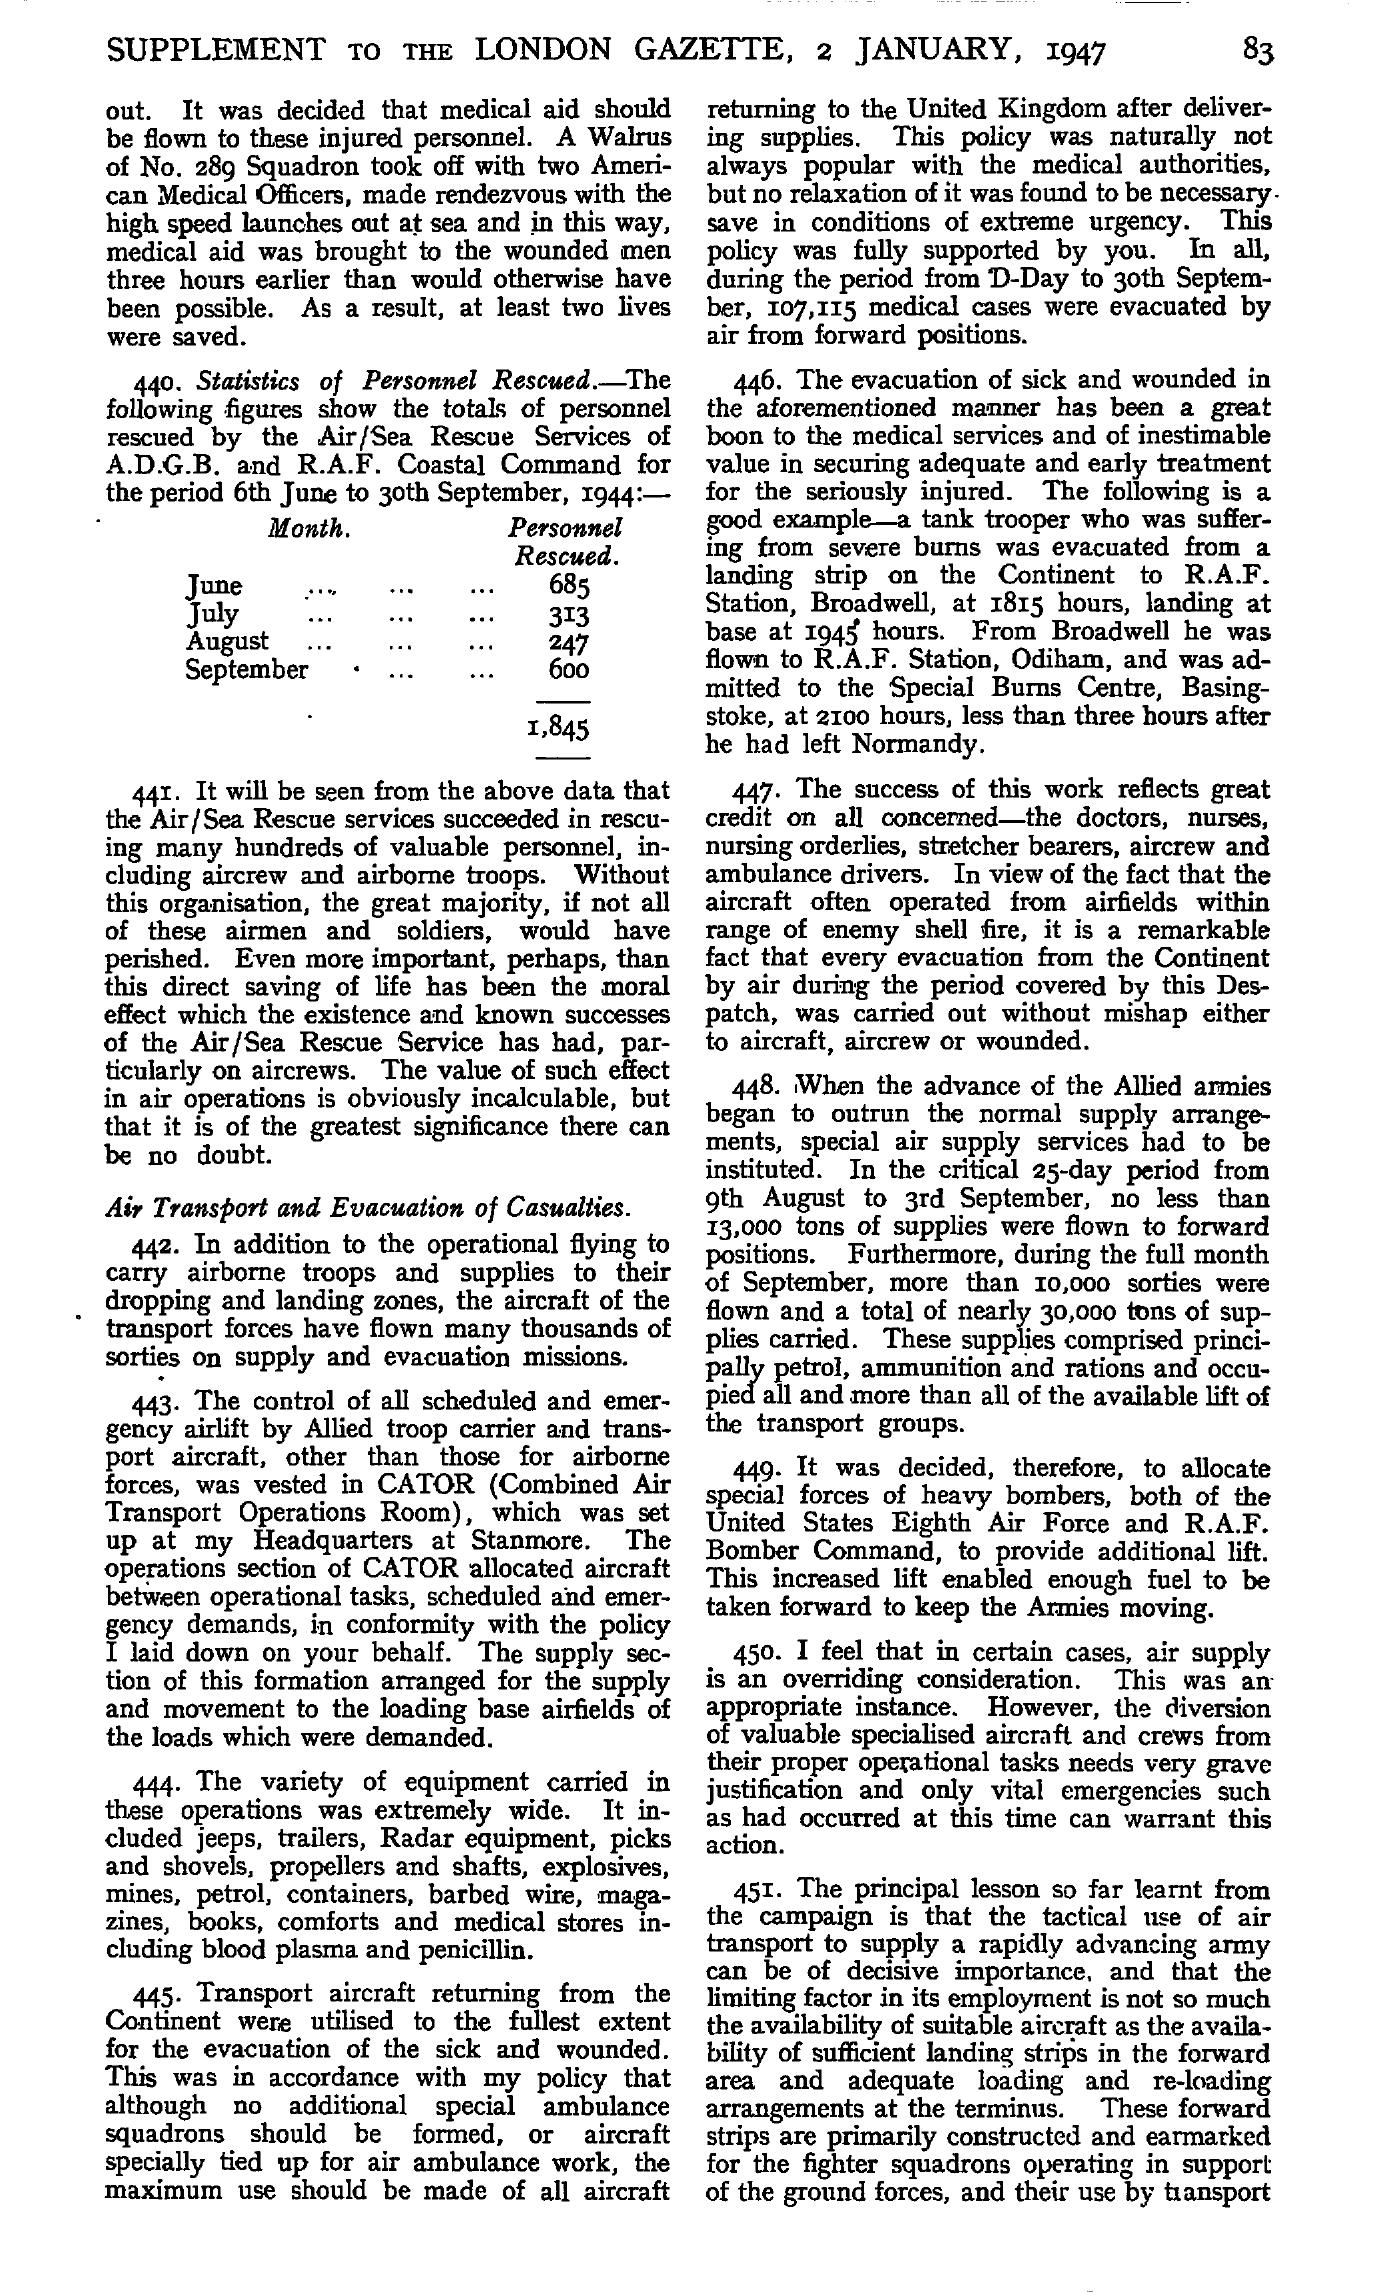 SUPPLEMENT TO THE LONDON GAZETTE, 2 JANUARY, 1947 83
out. It was decided that medical aid should
be flown to these injured personnel. A Walrus
of No. 289 Squadron took off with two Ameri-
can Medical Officers, made rendezvous with the
high speed launches out at sea and in this way,
medical aid was brought to the wounded men
three hours earlier than would otherwise have
been possible. As a result, at least two lives
were saved.
440. Statistics of Personnel Rescued.—The
following figures show the totals of personnel
rescued by the Air/Sea Rescue Services of
A.D.G.B. and R.A.F. Coastal Command for
the period 6th June to 30th September, 1944:—
Month. Personnel
Rescued.
June ... ... ... 685
July ... ... ... 313
August ... ... ... 247
September ... ... 600
1,845
441. It will be seen from the above data that
the Air/Sea Rescue services succeeded in rescu-
ing many hundreds of valuable personnel, in-
cluding aircrew and airborne troops. Without
this organisation, the great majority, if not all
of these airmen and soldiers, would have
perished. Even more important, perhaps, than
this direct saving of life has been the moral
effect which the existence and known successes
of the Air/Sea Rescue Service has had, par-
ticularly on aircrews. The value of such effect
in air operations is obviously incalculable, but
that it is of the greatest significance there can
be no doubt.
Air Transport and Evacuation of Casualties.
442. In addition to the operational flying to
carry airborne troops and supplies to their
dropping and landing zones, the aircraft of the
transport forces have flown many thousands of
sorties on supply and evacuation missions.
443. The control of all scheduled and emer-
gency airlift by Allied troop carrier and trans-
port aircraft, other than those for airborne
forces, was vested in CATOR (Combined Air
Transport Operations Room), which was set
up at my Headquarters at Stanmore. The
operations section of CATOR allocated aircraft
between operational tasks, scheduled and emer-
gency demands, in conformity with the policy
I laid down on your behalf. The supply sec-
tion of this formation arranged for the supply
and movement to the loading base airfields of
the loads which were demanded.
444. The variety of equipment carried in
these operations was extremely wide. It in-
cluded jeeps, trailers, Radar equipment, picks
and shovels, propellers and shafts, explosives,
mines, petrol, containers, barbed wire, maga-
zines, books, comforts and medical stores in-
cluding blood plasma and penicillin.
445. Transport aircraft returning from the
Continent were utilised to the fullest extent
for the evacuation of the sick and wounded.
This was in accordance with my policy that
although no additional special ambulance
squadrons should be formed, or aircraft
specially tied up for air ambulance work, the
maximum use should be made of all aircraft
returning to the United Kingdom after deliver-
ing supplies. This policy was naturally not
always popular with the medical authorities,
but no relaxation of it was found to be necessary
save in conditions of extreme urgency. This
policy was fully supported by you. In all,
during the period from D-Day to 30th Septem-
ber, 107,115 medical cases were evacuated by
air from forward positions.
446. The evacuation of sick and wounded in
the aforementioned manner has been a great
boon to the medical services and of inestimable
value in securing adequate and early treatment
for the seriously injured. The following is a
good example—a tank trooper who was suffer-
ing from severe burns was evacuated from a
landing strip on the Continent to R.A.F.
Station, Broadwell, at 1815 hours, landing at
base at 1945 hours. From Broadwell he was
flown to R.A.F. Station, Odiham, and was ad-
mitted to the Special Burns Centre, Basing-
stoke, at 2100 hours, less than three hours after
he had left Normandy.
447. The success of this work reflects great
credit on all concerned—the doctors, nurses,
nursing orderlies, stretcher bearers, aircrew and
ambulance drivers. In view of the fact that the
aircraft often operated from airfields within
range of enemy shell fire, it is a remarkable
fact that every evacuation from the Continent
by air during the period covered by this Des-
patch, was carried out without mishap either
to aircraft, aircrew or wounded.
448. When the advance of the Allied armies
began to outrun the normal supply arrange-
ments, special air supply services had to be
instituted. In the critical 25-day period from
9th August to 3rd September, no less than
13,000 tons of supplies were flown to forward
positions. Furthermore, during the full month
of September, more than 10,000 sorties were
flown and a total of nearly 30,000 tons of sup-
plies carried. These supplies comprised princi-
pally petrol, ammunition and rations and occu-
pied all and more than all of the available lift of
the transport groups.
449. It was decided, therefore, to allocate
special forces of heavy bombers, both of the
United States Eighth Air Force and R.A.F.
Bomber Command, to provide additional lift.
This increased lift enabled enough fuel to be
taken forward to keep the Armies moving.
450. I feel that in certain cases, air supply
is an overriding consideration. This was an
appropriate instance. However, the diversion
of valuable specialised aircraft and crews from
their proper operational tasks needs very grave
justification and only vital emergencies such
as had occurred at this time can warrant this
action.
451. The principal lesson so far learnt from
the campaign is that the tactical use of air
transport to supply a rapidly advancing army
can be of decisive importance, and that the
limiting factor in its employment is not so much
the availability of suitable aircraft as the availa-
bility of sufficient landing strips in the forward
area and adequate loading and re-loading
arrangements at the terminus. These forward
strips are primarily constructed and earmarked
for the fighter squadrons operating in support
of the ground forces, and their use by transport